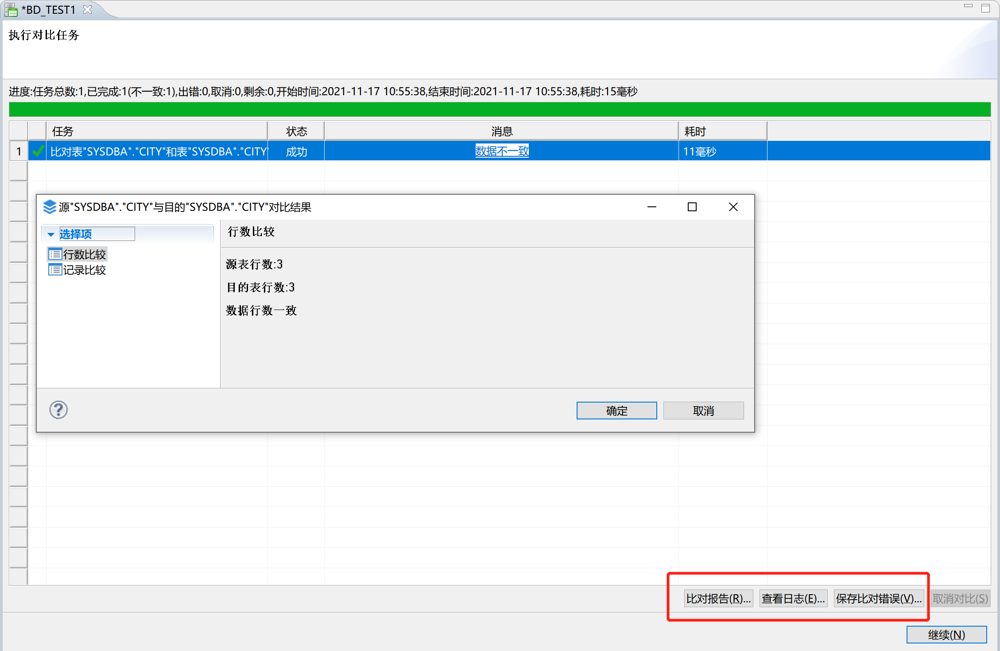 *BD_TEST1
执行对比任务
进度:任务总数:1,已完成:1(不一致:1),出错:0,取消:0,剩余:0,开始时间:2021-11-17 10:55:38,结束时间:2021-11-17 10:55:38,耗时:15毫秒
任务 状态 消息 耗时
1 比对表"SYSDBA"."CITY"和表"SYSDBA"."CITY' 成功 数据不一致 11毫秒
源"SYSDBA"."CITY"与目的"SYSDBA"."CITY"对比结果
选择项
行数比较
记录比较
行数比较
源表行数:3
目的表行数:3
数据行数一致
确定 取消
比对报告(R)... 查看日志(E)... 保存比对错误(V)... 取消对比(S)
继续(N)